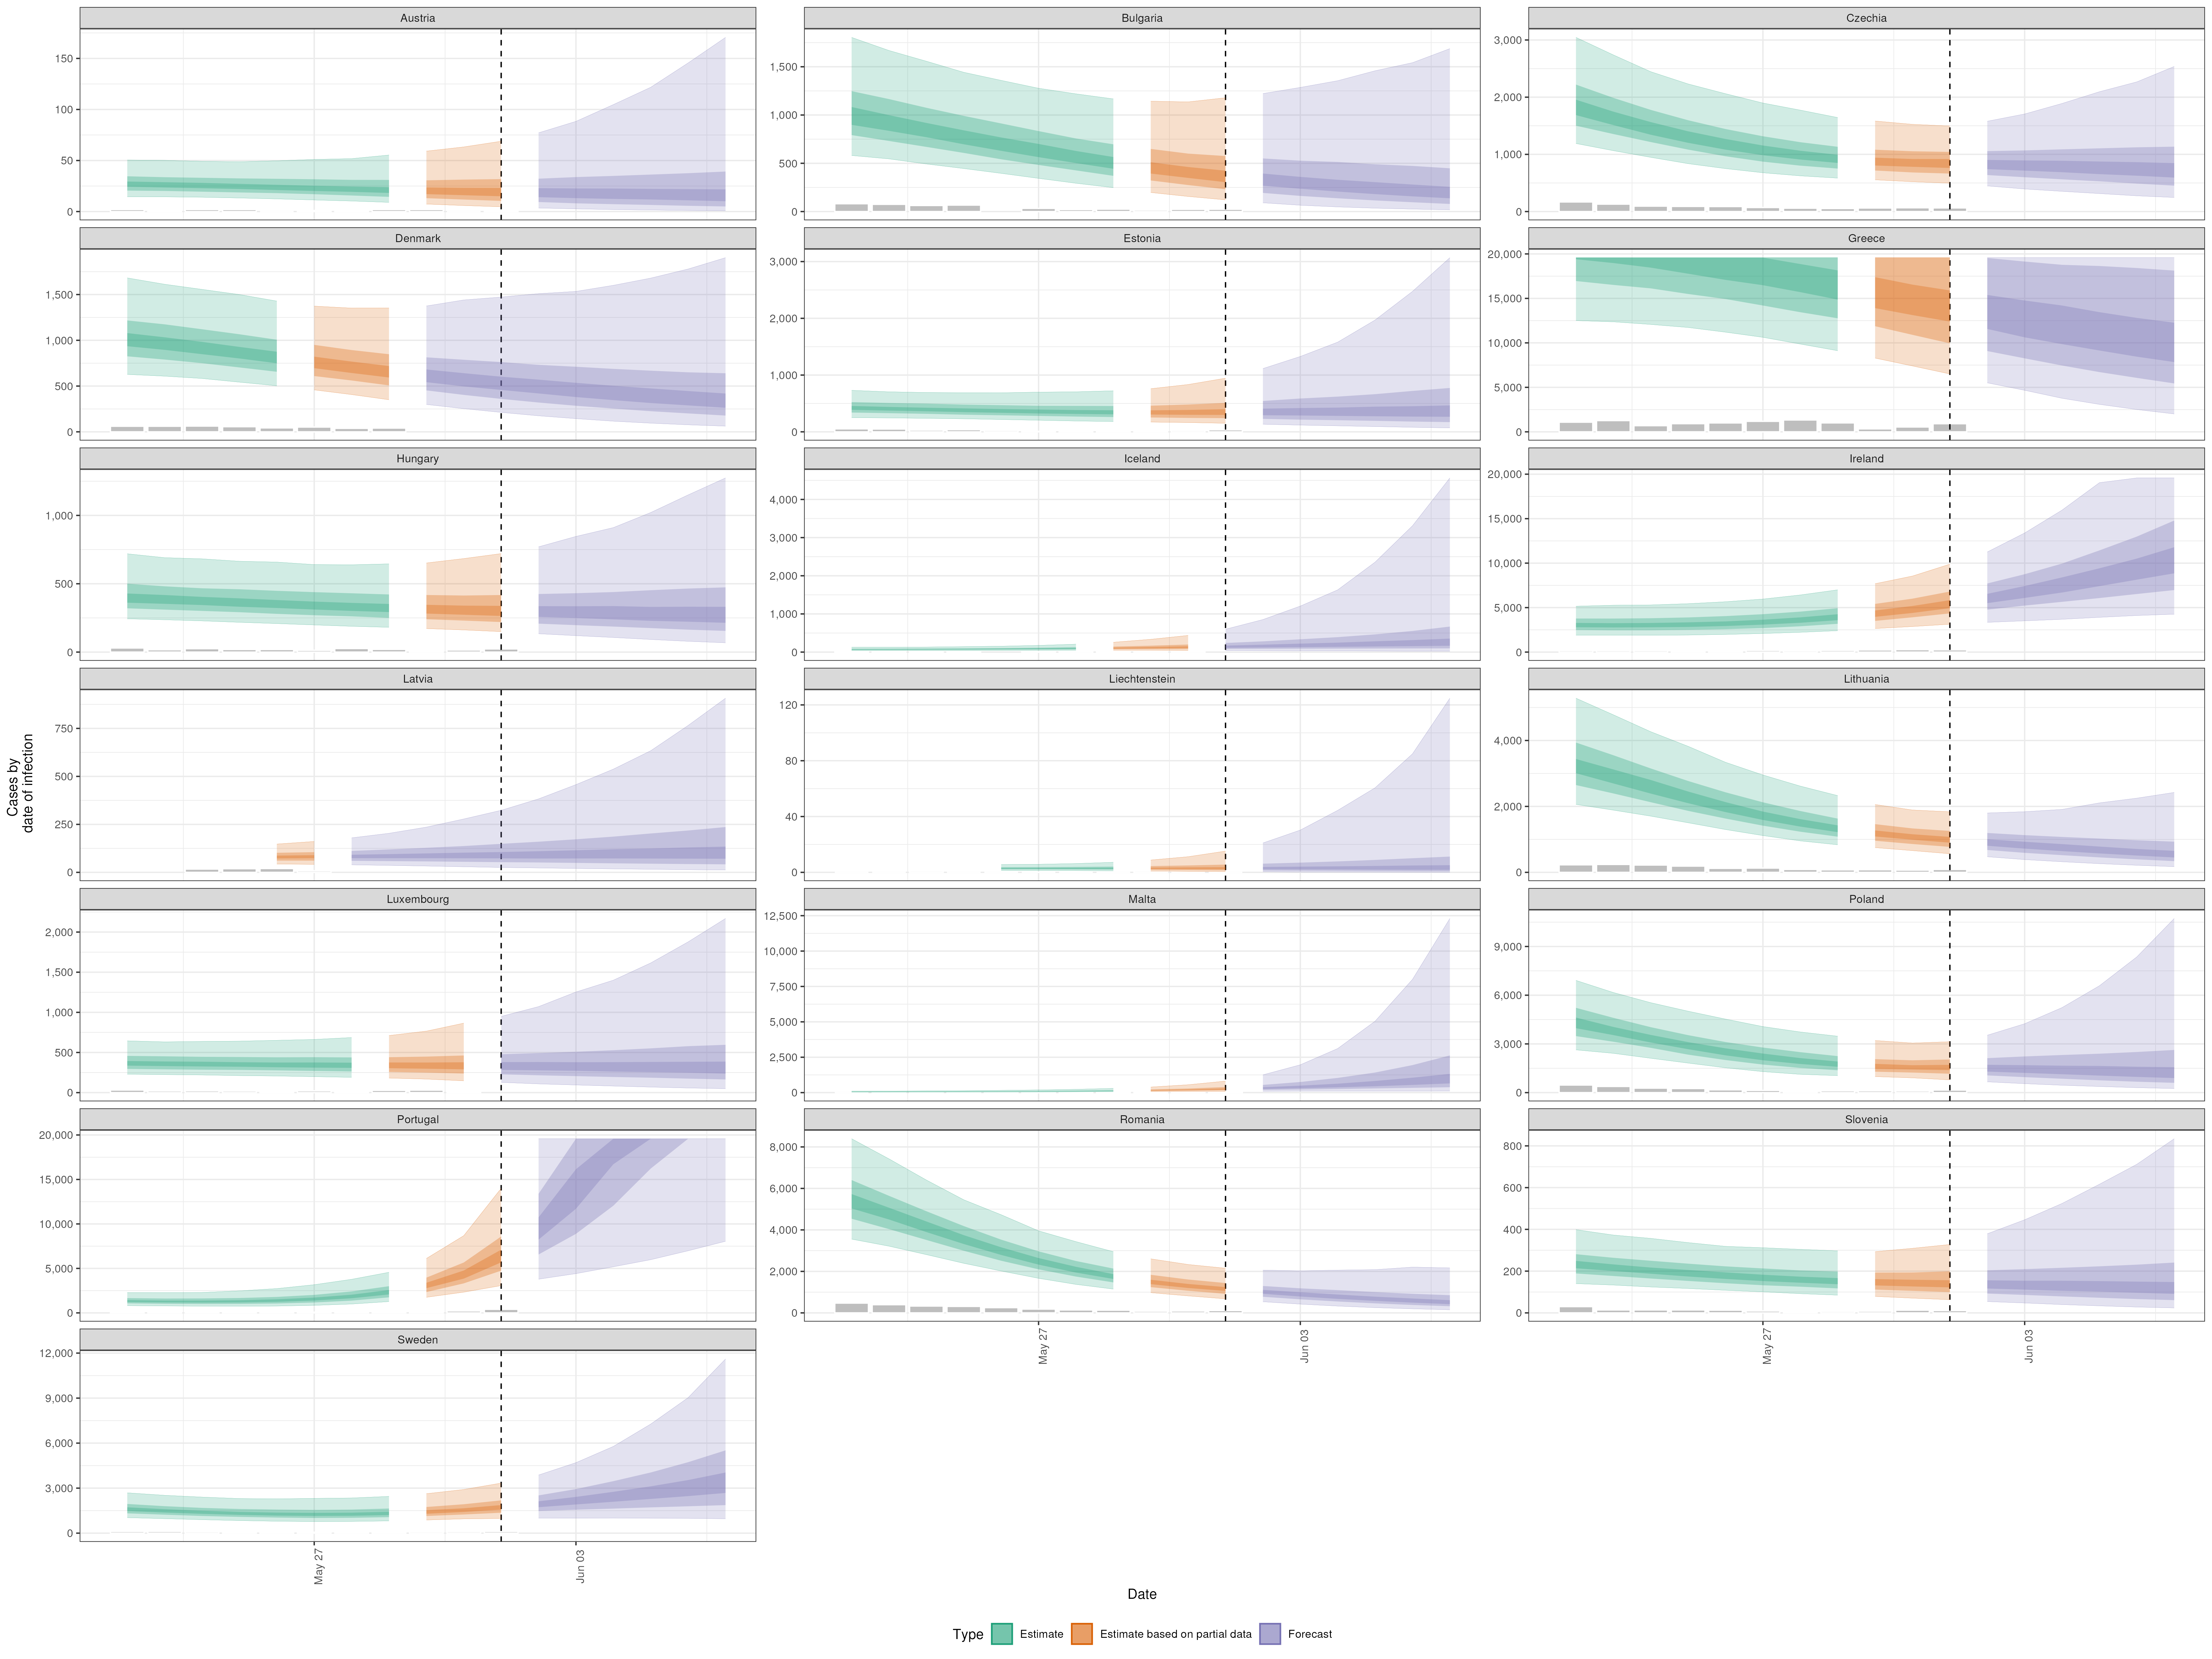 Austria
Bulgaria
Czechia
150
100
50
0
1,500
1,000
500
0
3,000
2,000
1,000
0
Denmark
Estonia
Greece
1,500
1,000
500
0
3,000
2,000
1,000
0
20,000
15,000
10,000
5,000
0
Hungary
Iceland
Ireland
1,000
500
0
4,000
3,000
2,000
1,000
0
20,000
15,000
10,000
5,000
0
Latvia
Liechtenstein
Lithuania
750
500
250
0
120
80
40
0
4,000
2,000
0
Cases by
date of infection
Luxembourg
Malta
Poland
2,000
1,500
1,000
500
0
12,500
10,000
7,500
5,000
2,500
0
9,000
6,000
3,000
0
Portugal
Romania
Slovenia
20,000
15,000
10,000
5,000
0
8,000
6,000
4,000
2,000
0
800
600
400
200
0
May 27
Jun 03
May 27
Jun 03
Sweden
12,000
9,000
6,000
3,000
0
May 27
Jun 03
Date
Type Estimate Estimate based on partial data Forecast